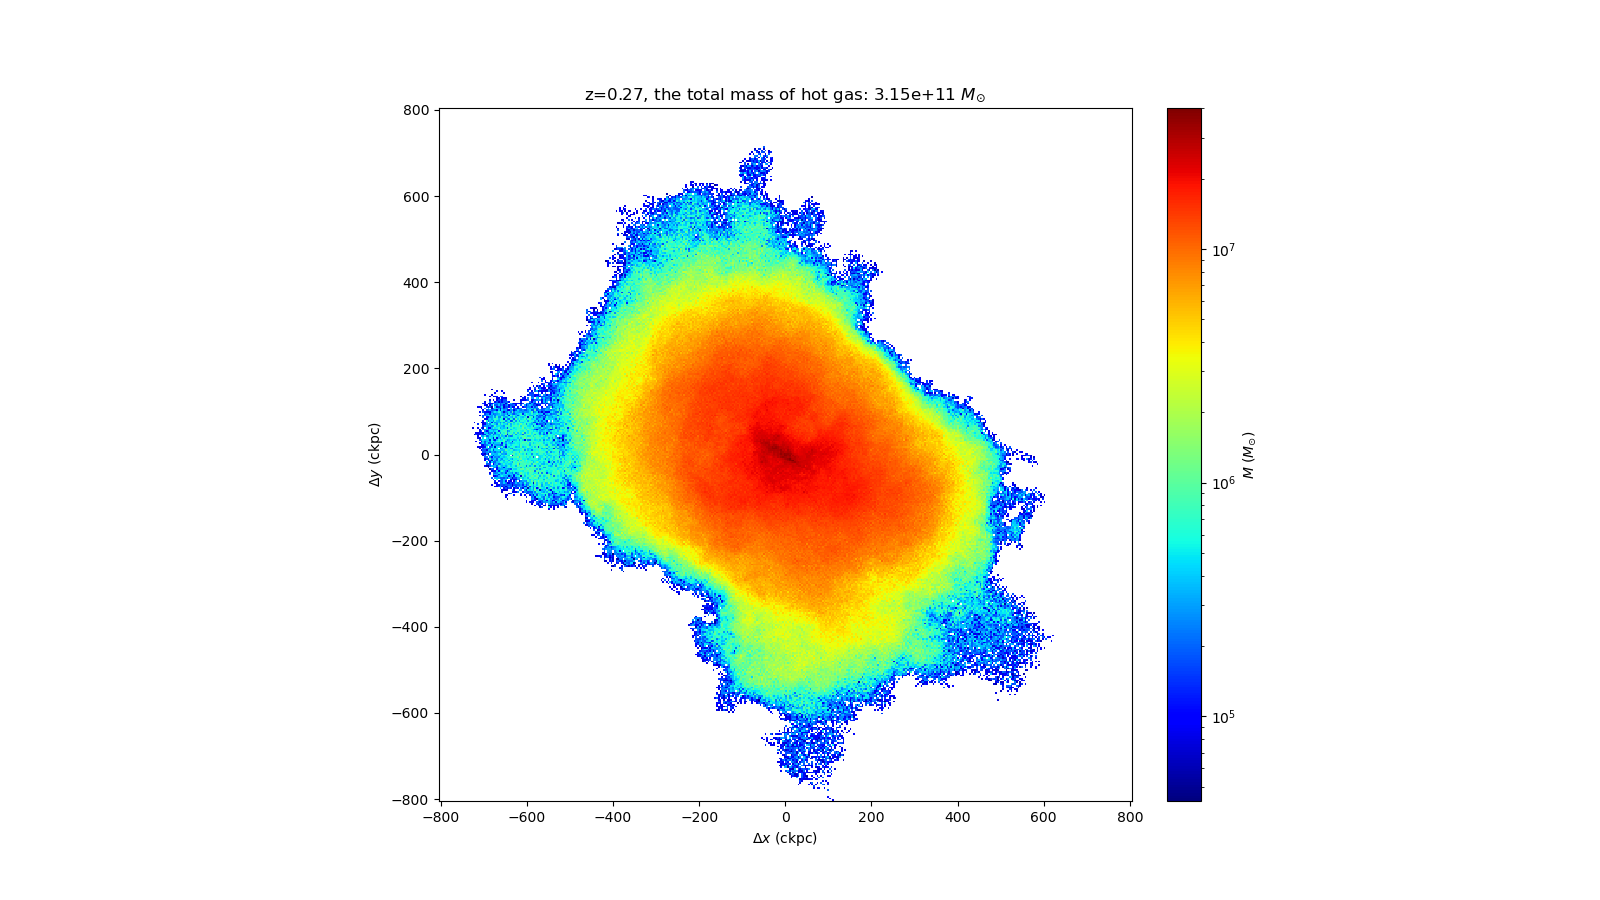 z=0.27, the total mass of hot gas: 3.15e+11 M⊙
800
600
400
200
0
−200
−400
−600
−800
Δy (ckpc)
−800 −600 −400 −200 0 200 400 600 800
Δx (ckpc)
10⁷
10⁶
10⁵
M (M⊙)